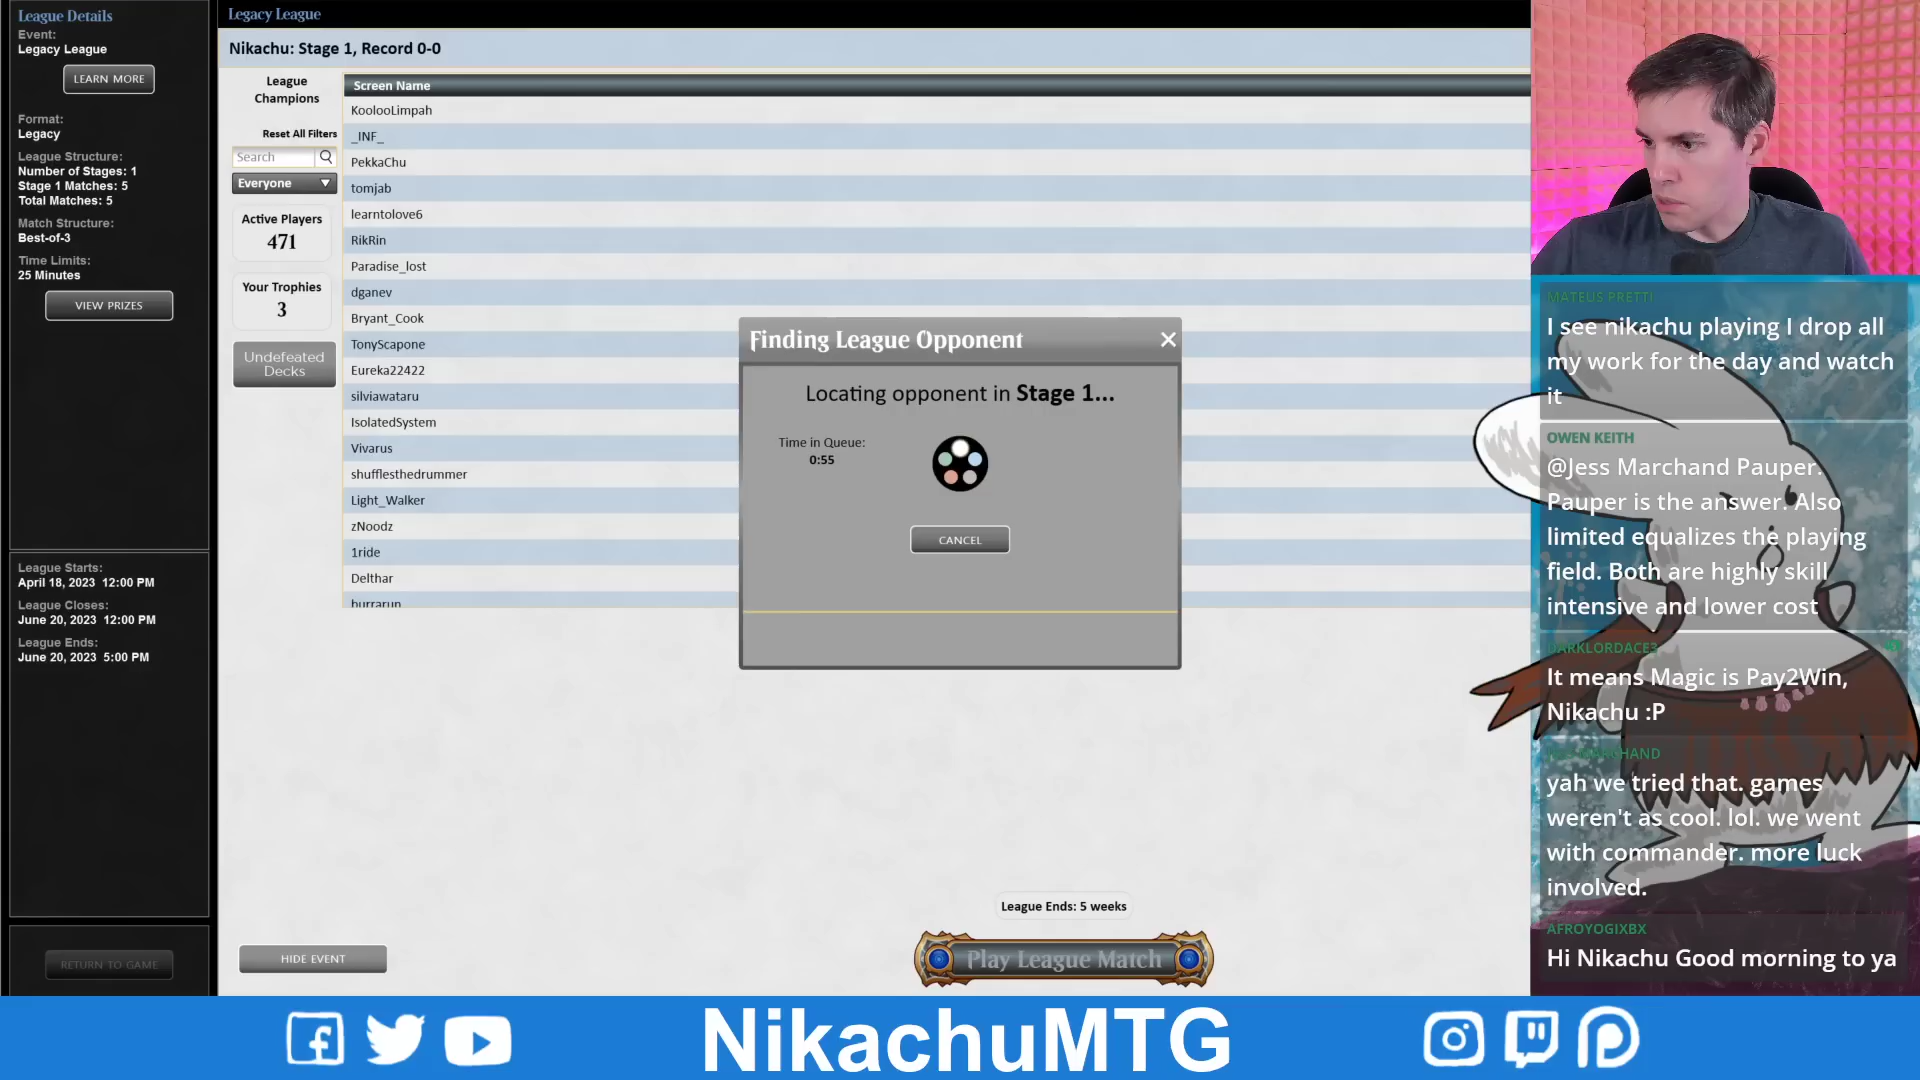 League Details
Event:
Legacy League
LEARN MORE
Format:
Legacy
League Structure:
Number of Stages: 1
Stage 1 Matches: 5
Total Matches: 5
Match Structure:
Best-of-3
Time Limits:
25 Minutes
VIEW PRIZES
League Starts:
April 18, 2023 12:00 PM
League Closes:
June 20, 2023 12:00 PM
League Ends:
June 20, 2023 5:00 PM
RETURN TO GAME
Legacy League
Nikachu: Stage 1, Record 0-0
League
Champions
Reset All Filters
Search
Everyone
Active Players
471
Your Trophies
3
Undefeated
Decks
Screen Name
KoolooLimpah
_INF_
PekkaChu
tomjab
learntolove6
RikRin
Paradise_lost
dganev
Bryant_Cook
TonyScapone
Eureka22422
silviawataru
IsolatedSystem
Vivarus
shufflesthedrummer
Light_Walker
zNoodz
1ride
Delthar
burrarun
Finding League Opponent
Locating opponent in Stage 1...
Time in Queue:
0:55
CANCEL
League Ends: 5 weeks
HIDE EVENT
Play League Match
MATEUS PRETTI
I see nikachu playing I drop all
my work for the day and watch
it
OWEN KEITH
@Jess Marchand Pauper.
Pauper is the answer. Also
limited equalizes the playing
field. Both are highly skill
intensive and lower cost
DARKLORDACE3
It means Magic is Pay2Win,
Nikachu :P
MARCHAND
yah we tried that. games
weren't as cool. lol. we went
with commander. more luck
involved.
AFROYOGIXBX
Hi Nikachu Good morning to ya
NikachuMTG